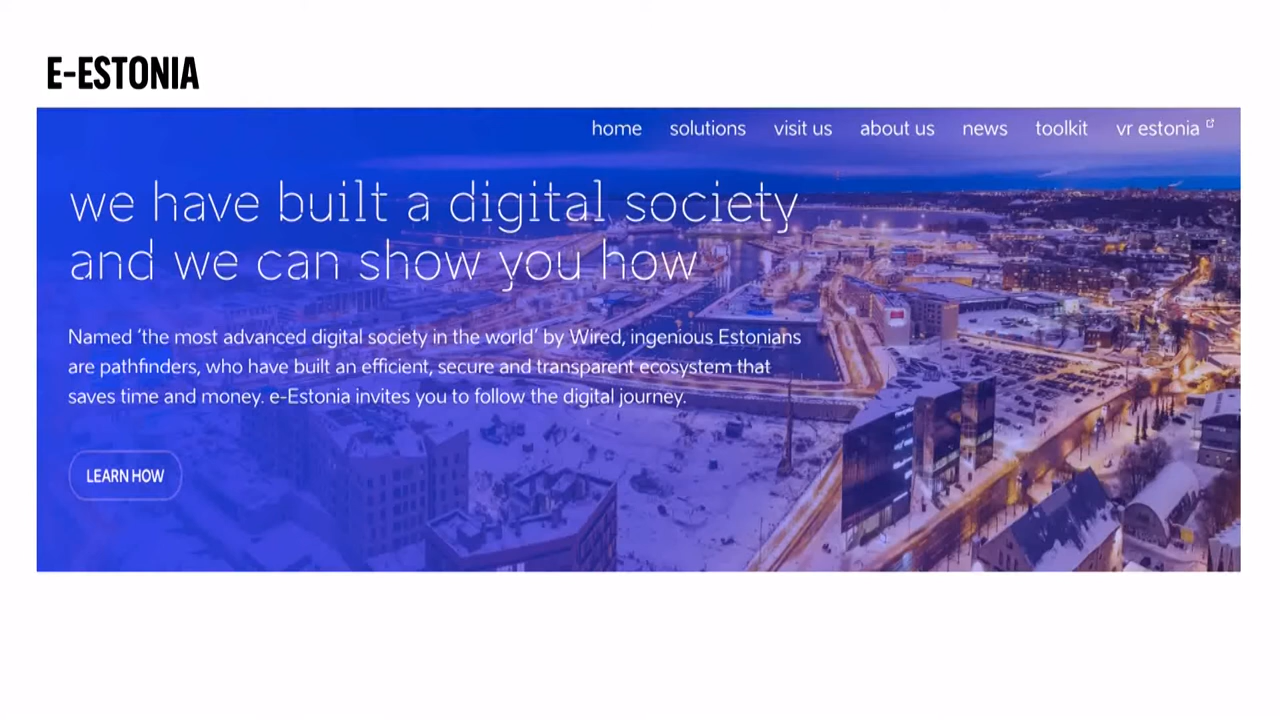 E-ESTONIA
home solutions visit us about us news toolkit vr estonia
we have built a digital society
and we can show you how
Named ‘the most advanced digital society in the world’ by Wired, ingenious Estonians
are pathfinders, who have built an efficient, secure and transparent ecosystem that
saves time and money. e-Estonia invites you to follow the digital journey.
LEARN HOW